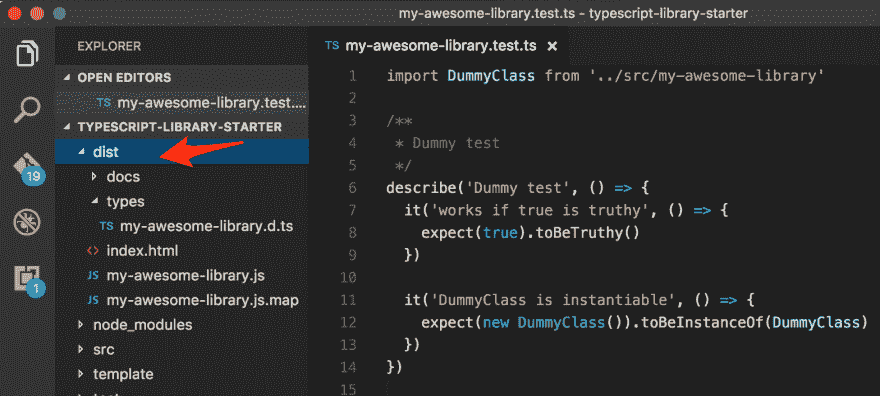 my-awesome-library.test.ts - typescript-library-starter
EXPLORER
OPEN EDITORS
TS my-awesome-library.test....
TYPESCRIPT-LIBRARY-STARTER
dist
docs
types
TS my-awesome-library.d.ts
<> index.html
JS my-awesome-library.js
JS my-awesome-library.js.map
node_modules
src
template
19
1
TS my-awesome-library.test.ts ×
1 import DummyClass from '../src/my-awesome-library'
2
3 /**
4 * Dummy test
5 */
6 describe('Dummy test', () => {
7 it('works if true is truthy', () => {
8 expect(true).toBeTruthy()
9 })
10
11 it('DummyClass is instantiable', () => {
12 expect(new DummyClass()).toBeInstanceOf(DummyClass)
13 })
14 })
15